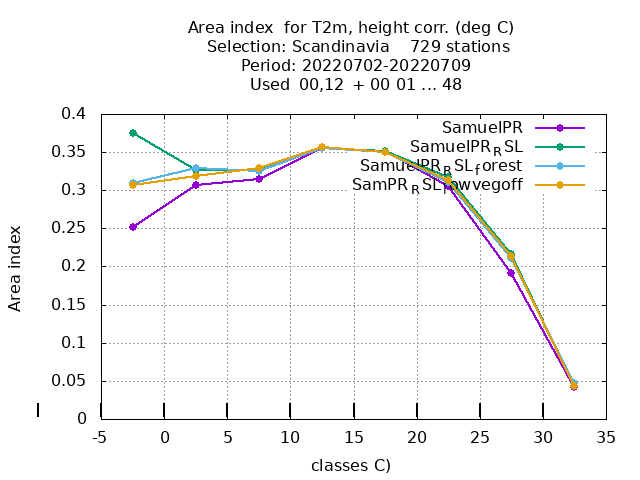 Area index  for T2m, height corr. (deg C)
Selection: Scandinavia    729 stations
Period: 20220702-20220709
Used  00,12  + 00 01 ... 48
SamuelPR
SamuelPR_RSL
SamuelPR_RSL_forest
SamPR_RSL_lowvegoff
Area index
0.4
0.35
0.3
0.25
0.2
0.15
0.1
0.05
0
-5 0 5 10 15 20 25 30 35
classes C)